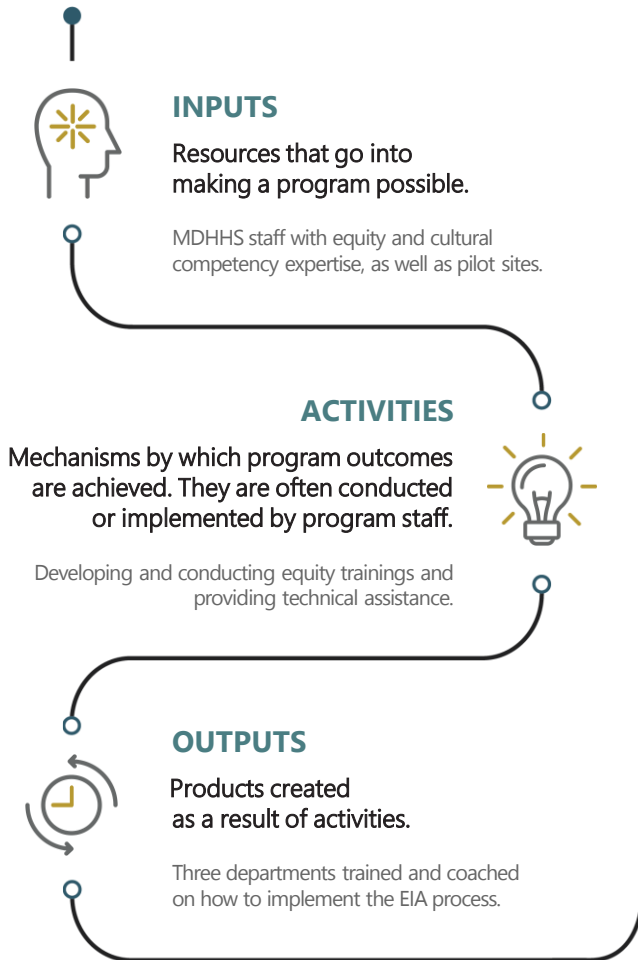 INPUTS
Resources that go into
making a program possible.
MDHHS staff with equity and cultural
competency expertise, as well as pilot sites.
ACTIVITIES
Mechanisms by which program outcomes
are achieved. They are often conducted
or implemented by program staff.
Developing and conducting equity trainings and
providing technical assistance.
OUTPUTS
Products created
as a result of activities.
Three departments trained and coached
on how to implement the EIA process.